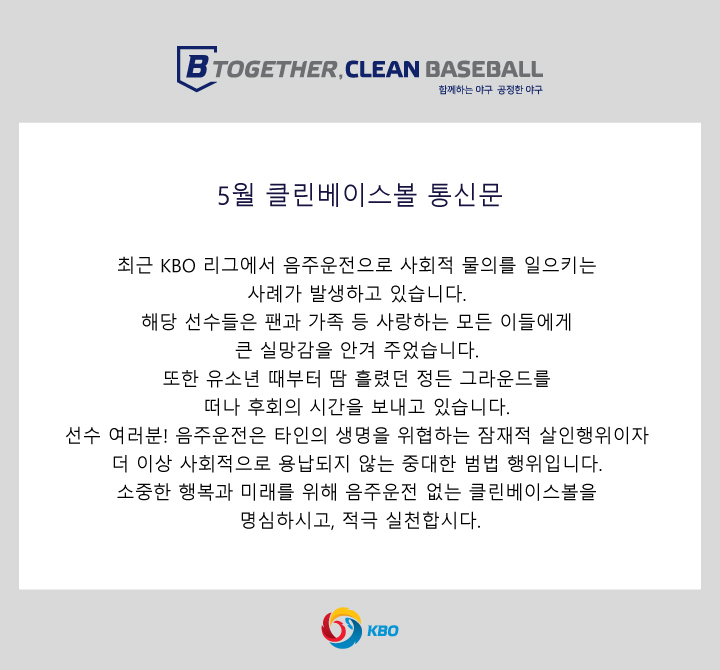 B TOGETHER, CLEAN BASEBALL
함께하는 야구 공정한 야구
5월 클린베이스볼 통신문
최근 KBO 리그에서 음주운전으로 사회적 물의를 일으키는
사례가 발생하고 있습니다.
해당 선수들은 팬과 가족 등 사랑하는 모든 이들에게
큰 실망감을 안겨 주었습니다.
또한 유소년 때부터 땀 흘렸던 정든 그라운드를
떠나 후회의 시간을 보내고 있습니다.
선수 여러분! 음주운전은 타인의 생명을 위협하는 잠재적 살인행위이자
더 이상 사회적으로 용납되지 않는 중대한 범법 행위입니다.
소중한 행복과 미래를 위해 음주운전 없는 클린베이스볼을
명심하시고, 적극 실천합시다.
KBO